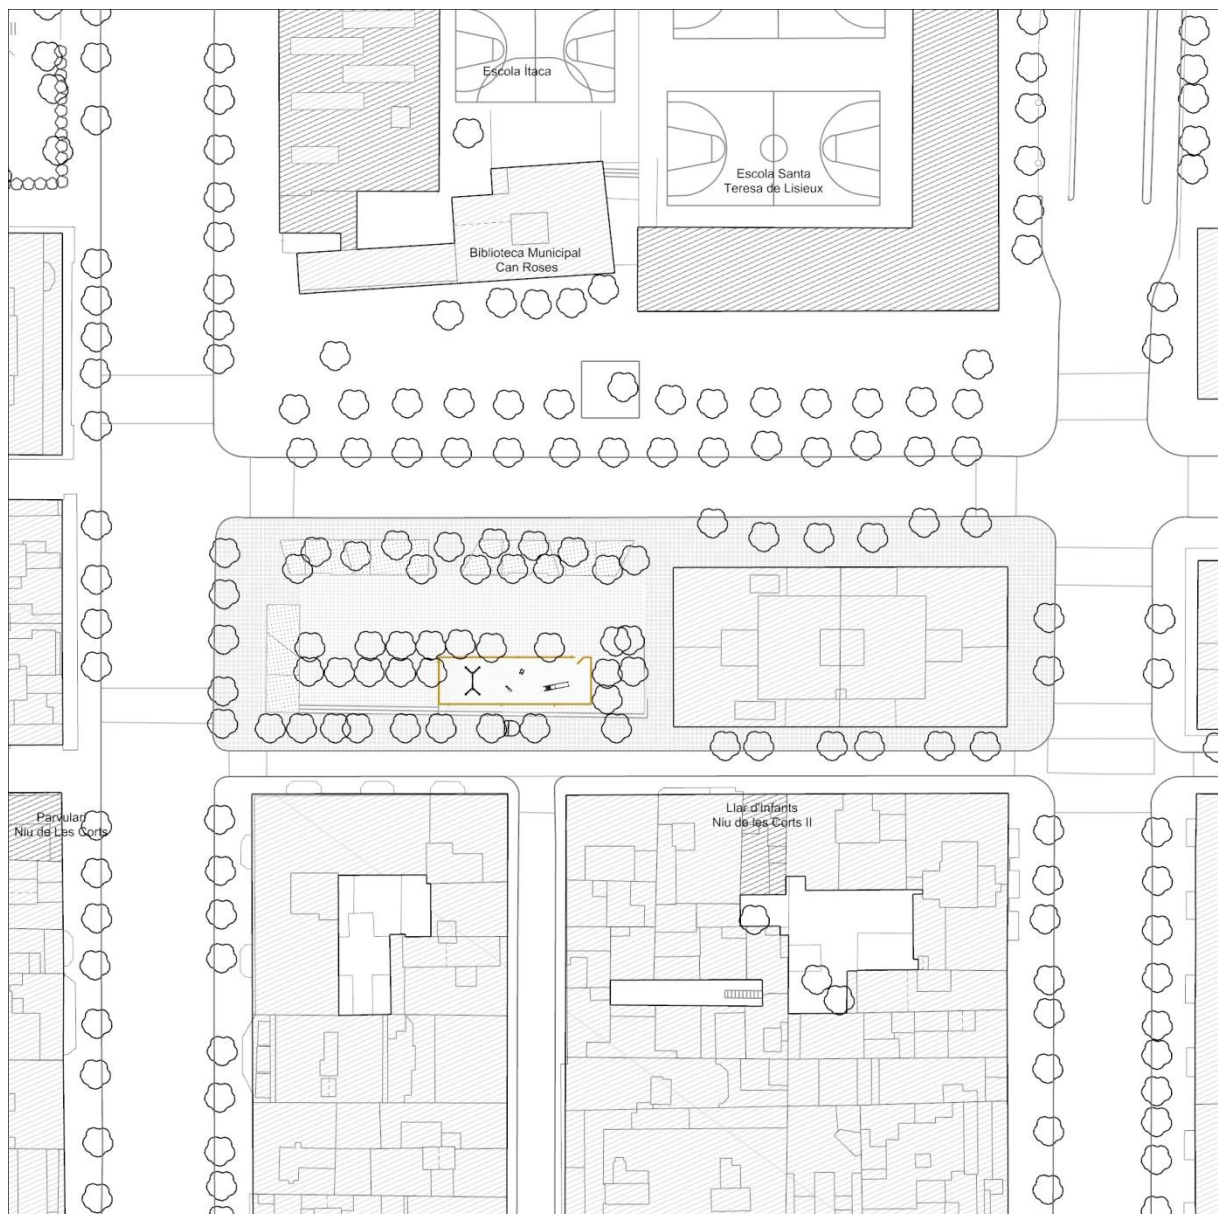 Escola Ítaca
Escola Santa
Teresa de Lisieux
Biblioteca Municipal
Can Roses
Parvulari
Niu de Les Corts
Llar d'Infants
Niu de les Corts II